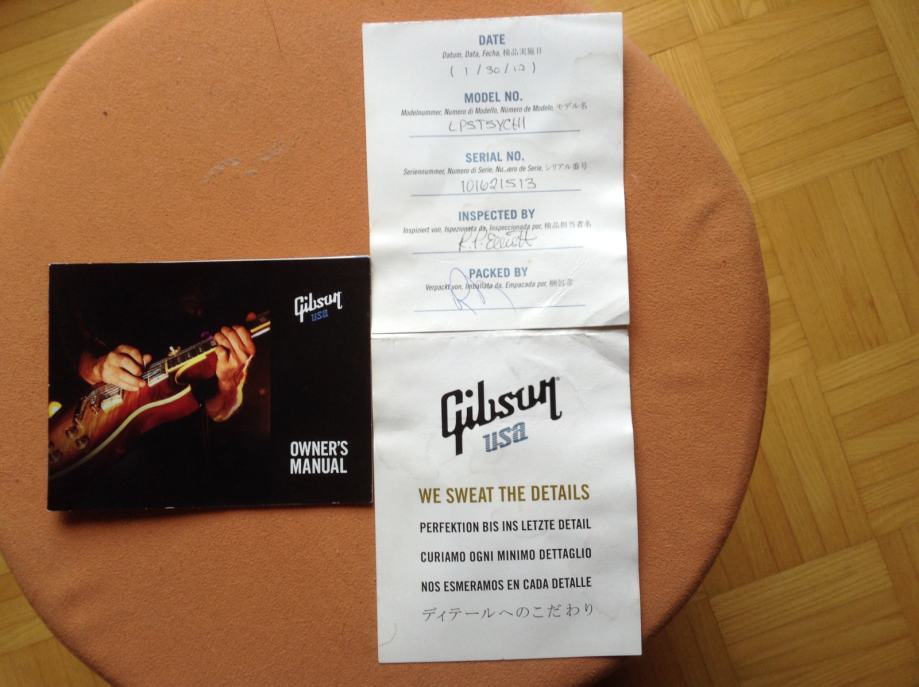 Gibson
usa
OWNER'S
MANUAL
DATE
Datum, Data, Fecha, 検品実施日
( 1 / 30 / 12 )
MODEL NO.
Modelnummer, Numero di Modello, Número de Modelo, モデル名
LPSTSYCH1
SERIAL NO.
Seriennummer, Numero di Serie, Número de Serie, シリアル番号
101621513
INSPECTED BY
Inspiziert von, Ispezionata da, Inspeccionada por, 検品担当者名
R.P. Elliott
PACKED BY
Verpackt von, Imballata da, Empacada por, 梱包者
Gibson
usa
WE SWEAT THE DETAILS
PERFEKTION BIS INS LETZTE DETAIL
CURIAMO OGNI MINIMO DETTAGLIO
NOS ESMERAMOS EN CADA DETALLE
ディテールへのこだわり